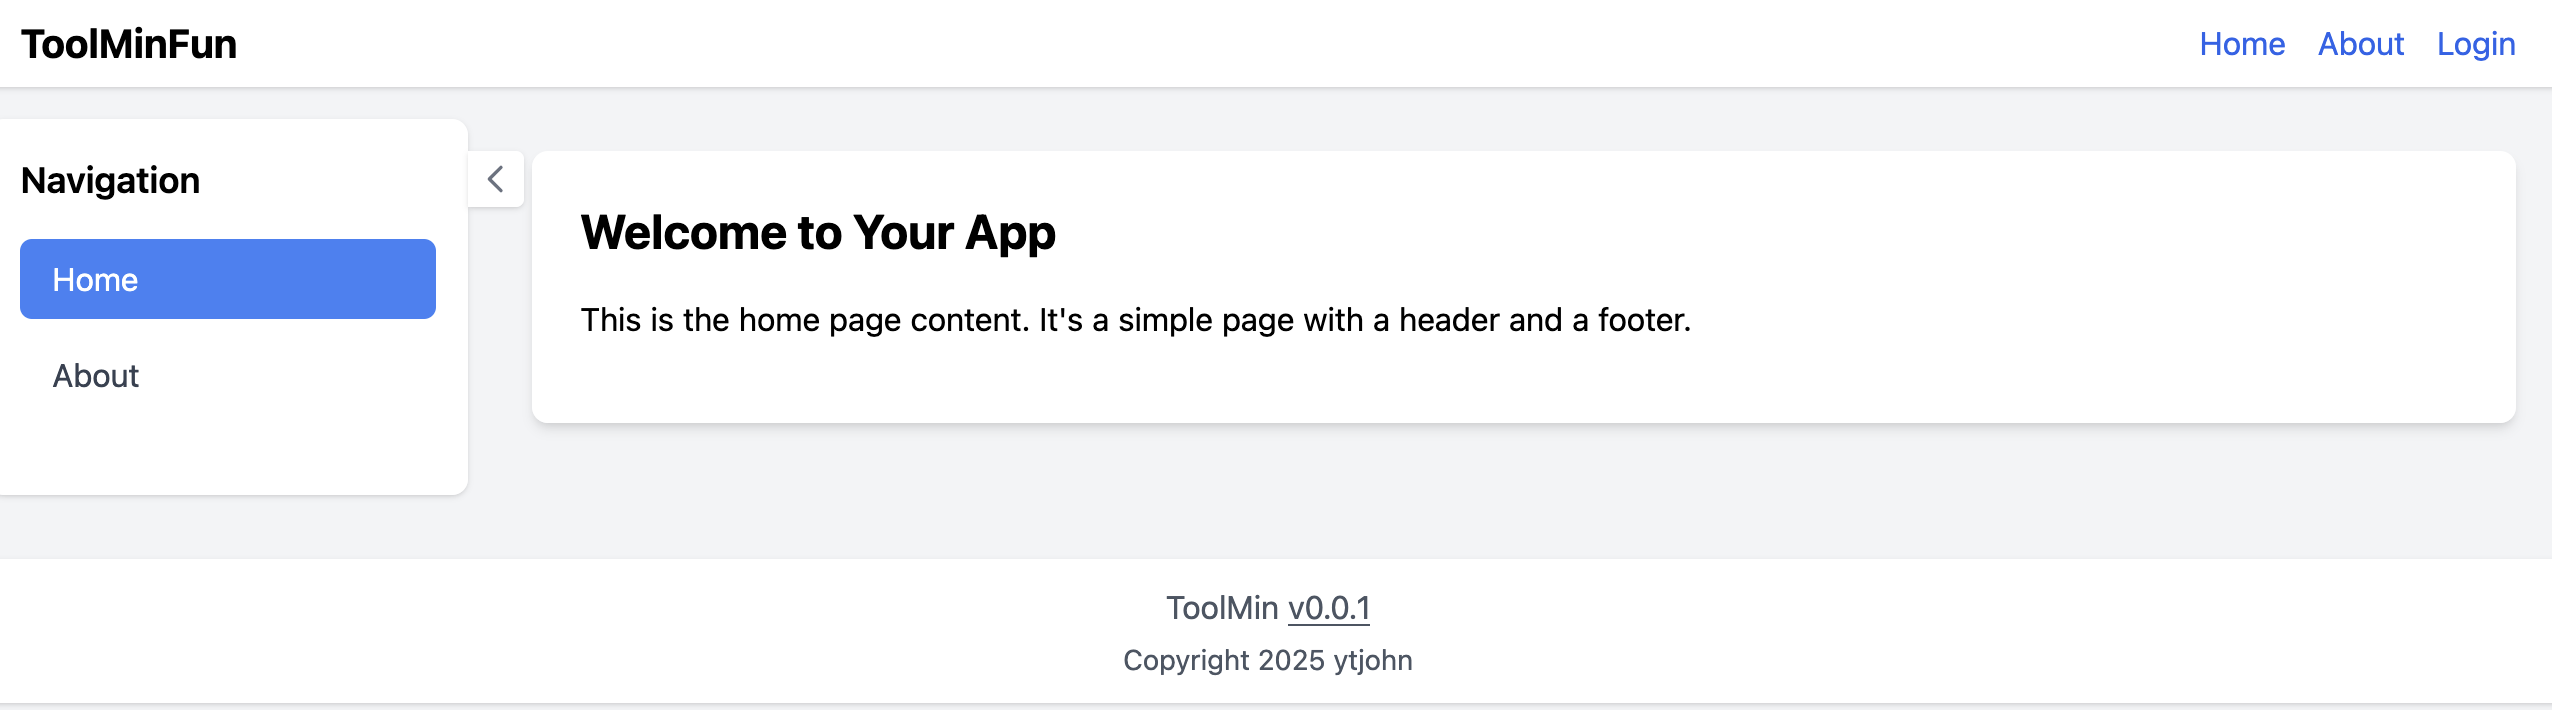 ToolMinFun
Home About Login
Navigation
Home
About
Welcome to Your App
This is the home page content. It's a simple page with a header and a footer.
ToolMin v0.0.1
Copyright 2025 ytjohn